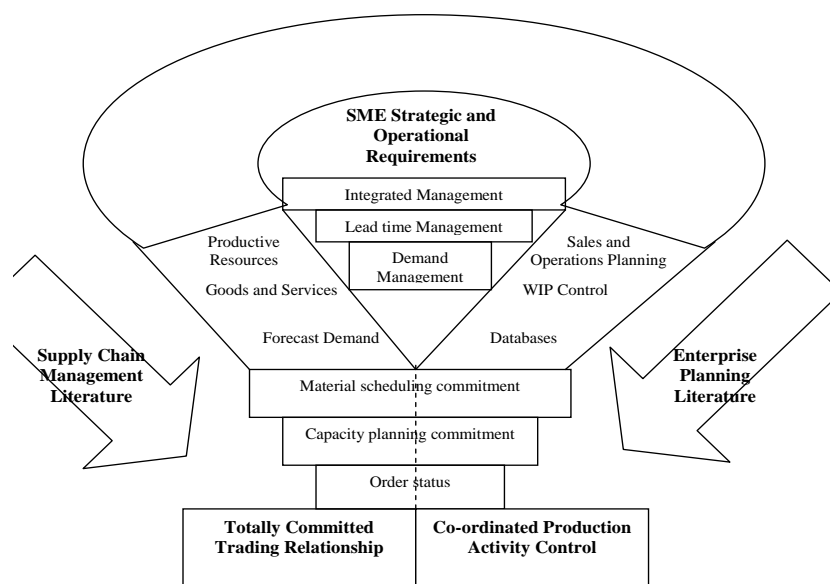 SME Strategic and
Operational
Requirements
Integrated Management
Lead time Management
Demand
Management
Productive
Resources
Goods and Services
Forecast Demand
Sales and
Operations Planning
WIP Control
Databases
Supply Chain
Management
Literature
Enterprise
Planning
Literature
Material scheduling commitment
Capacity planning commitment
Order status
Totally Committed
Trading Relationship
Co-ordinated Production
Activity Control